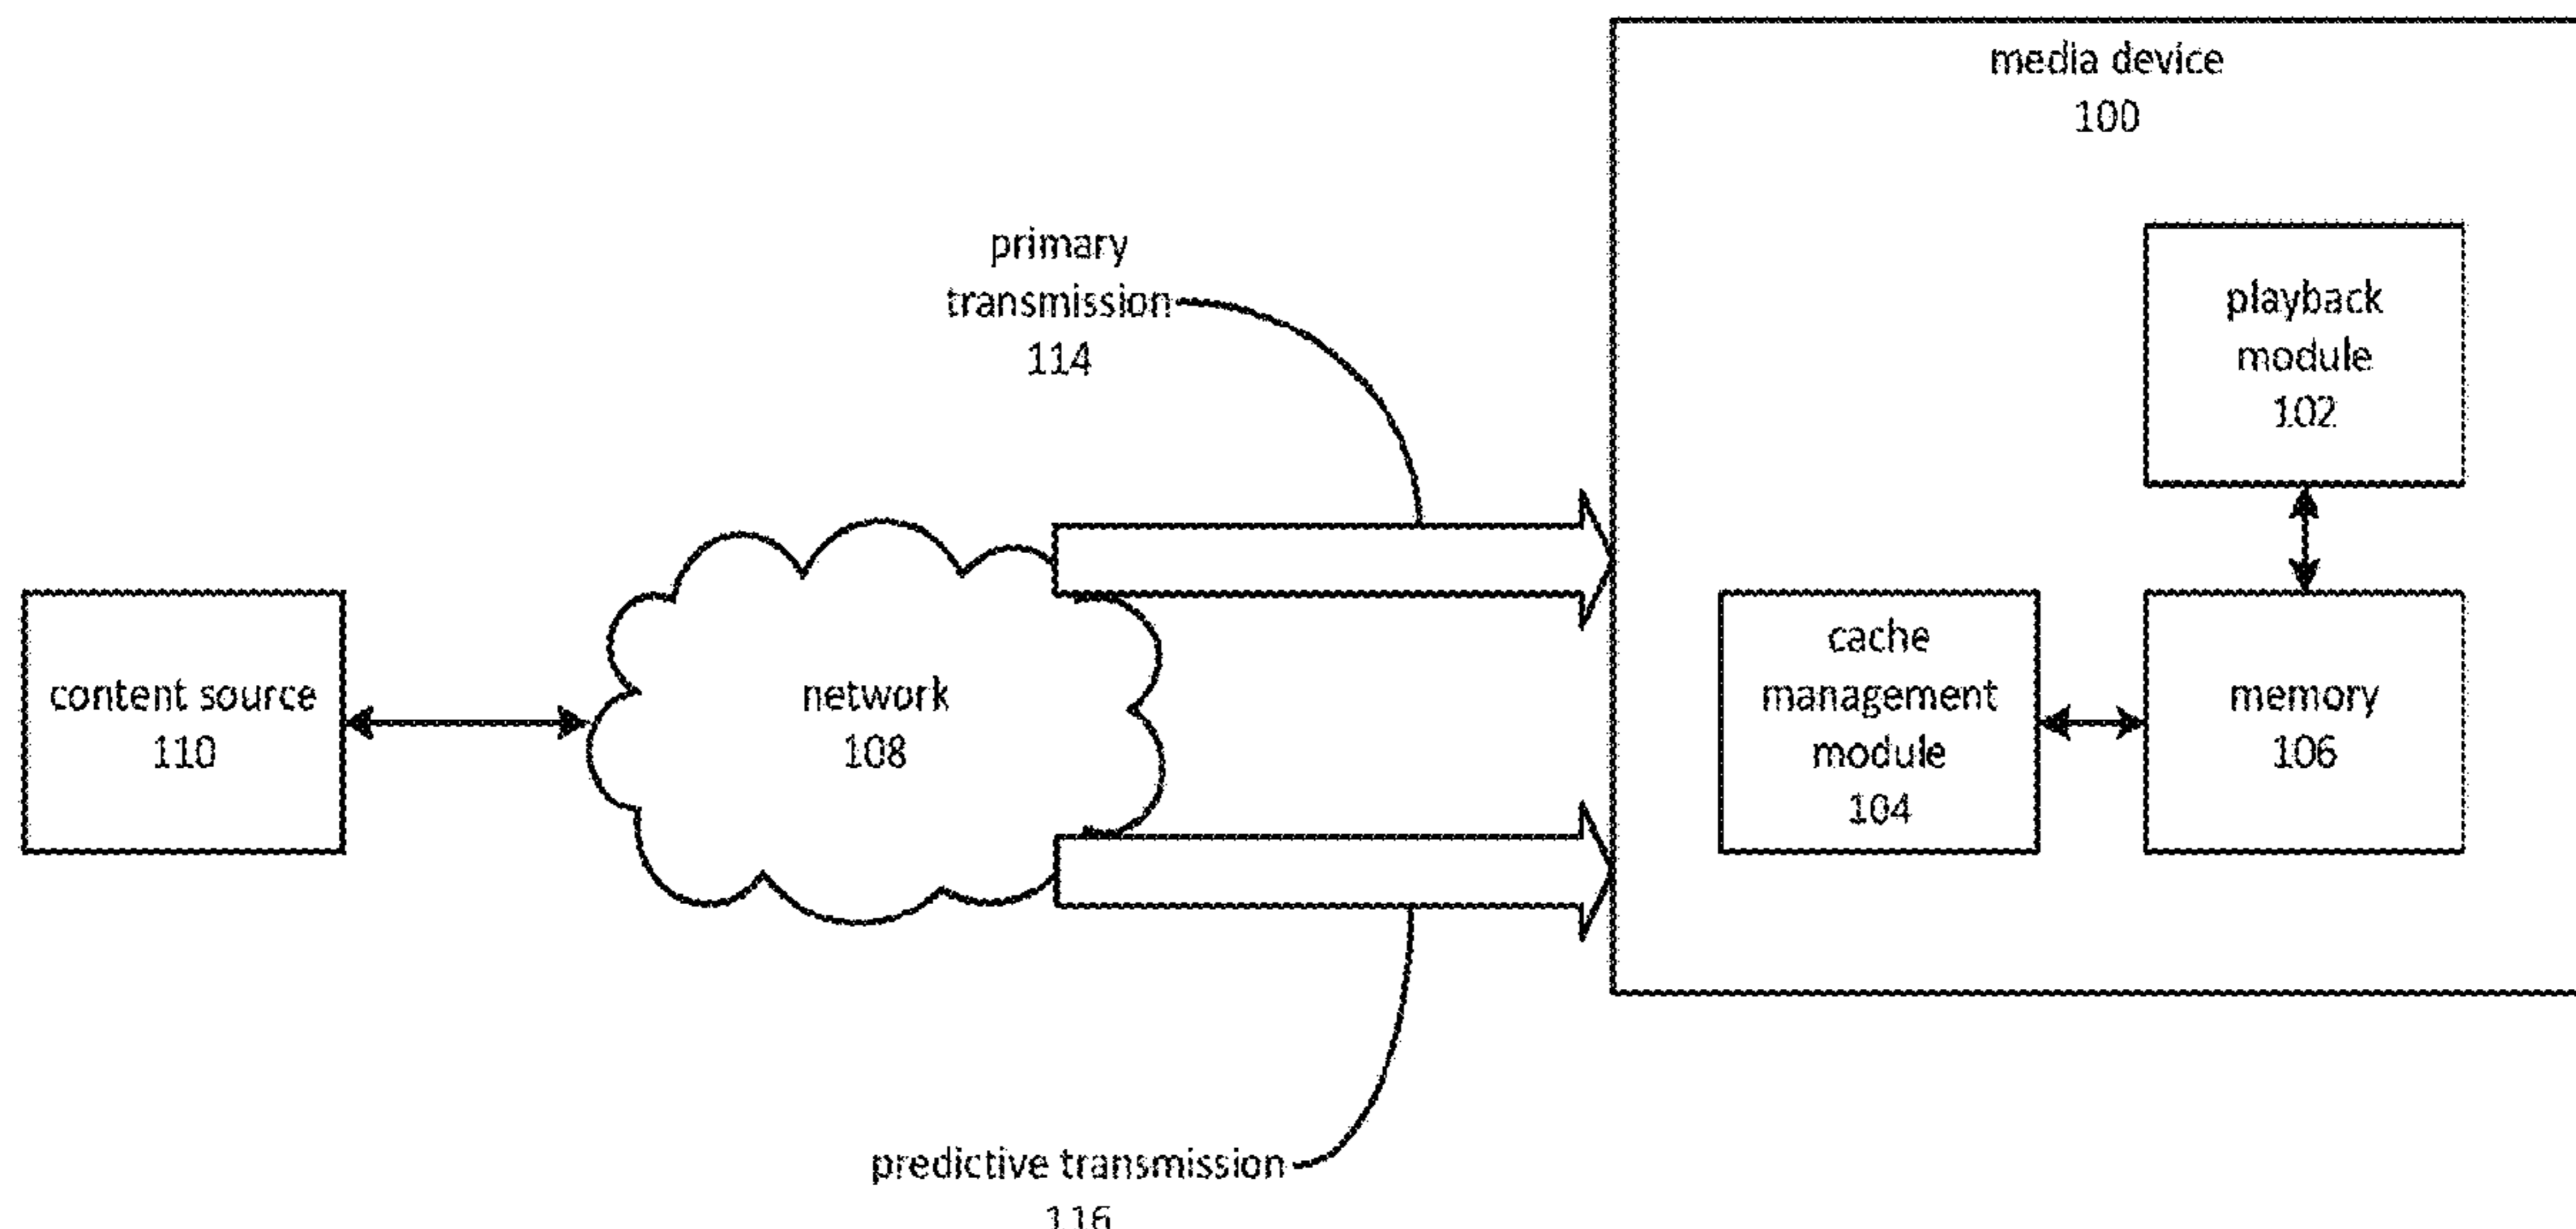 media device
100
primary
transmission
114
playback
module
102
content source
110
network
108
cache
management
module
104
memory
106
predictive transmission
116